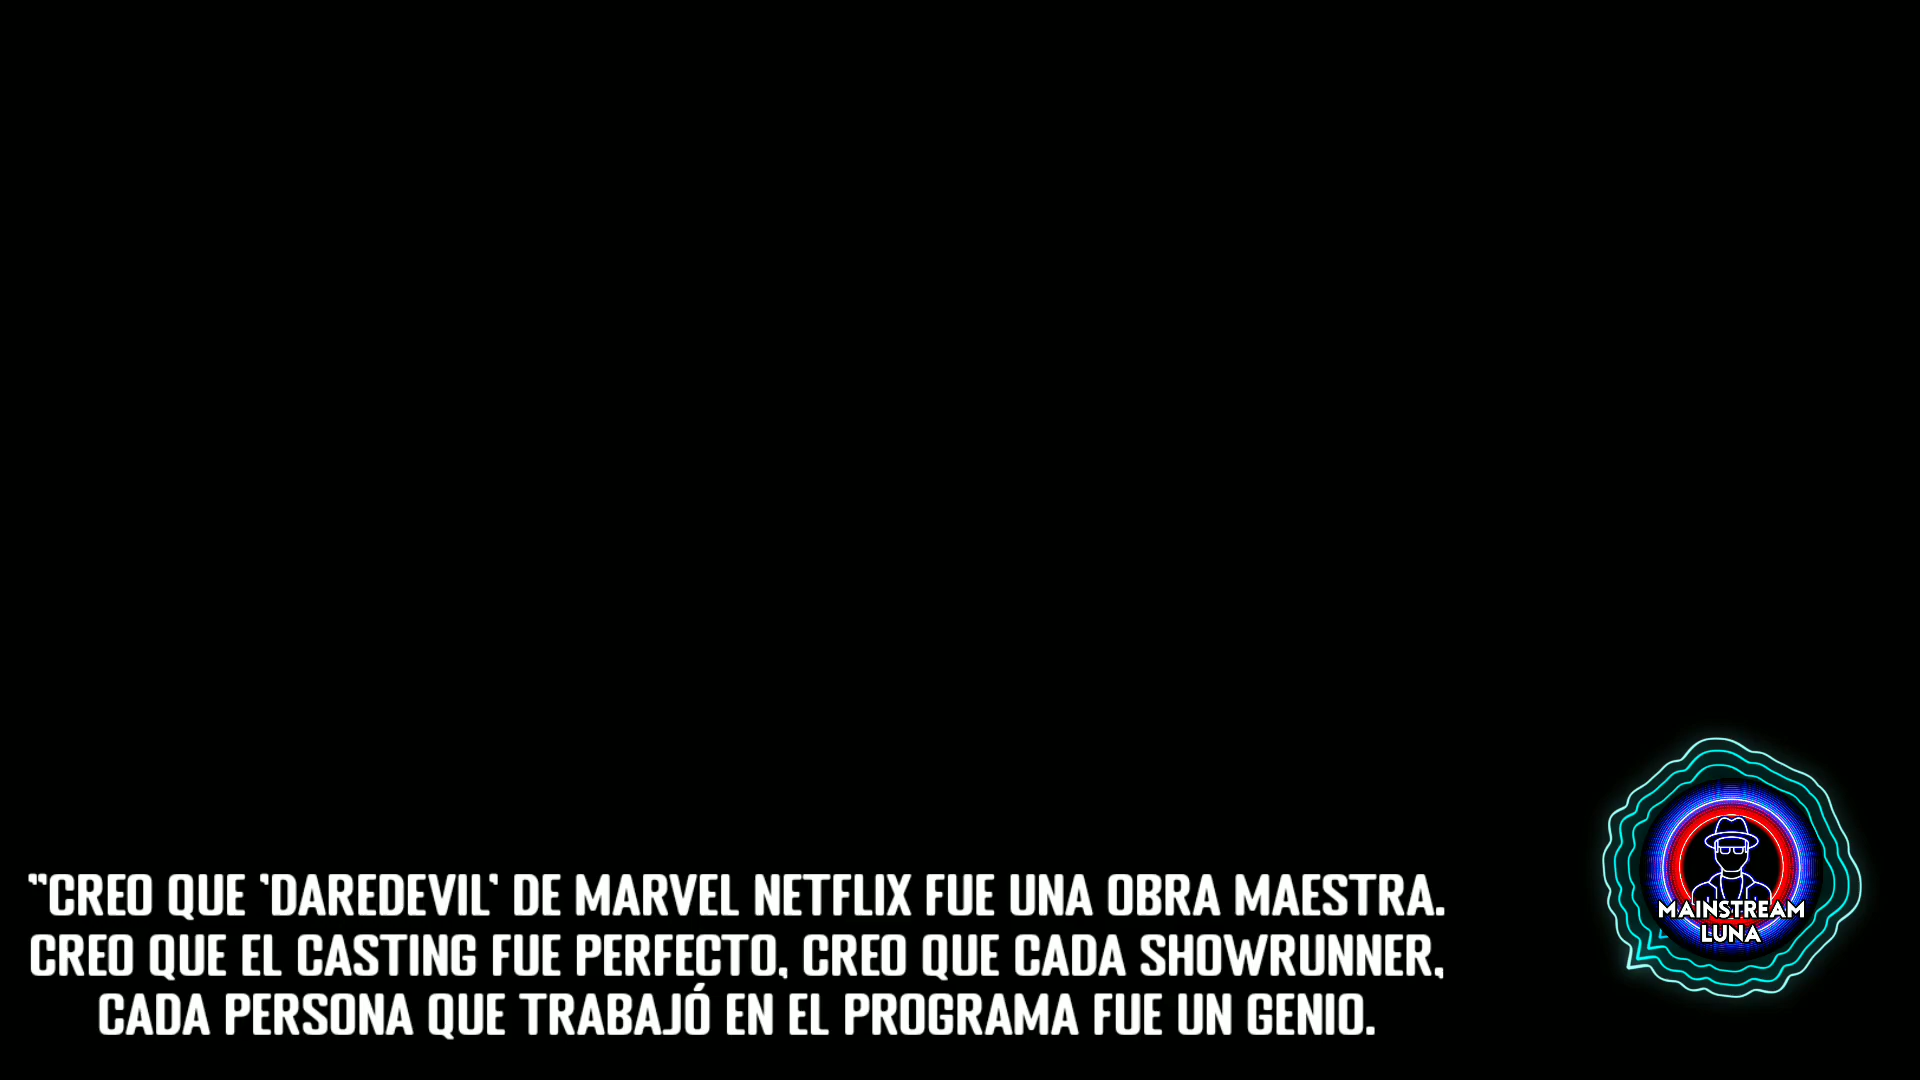 "CREO QUE 'DAREDEVIL' DE MARVEL NETFLIX FUE UNA OBRA MAESTRA.
CREO QUE EL CASTING FUE PERFECTO, CREO QUE CADA SHOWRUNNER,
CADA PERSONA QUE TRABAJÓ EN EL PROGRAMA FUE UN GENIO.
MAINSTREAM
LUNA